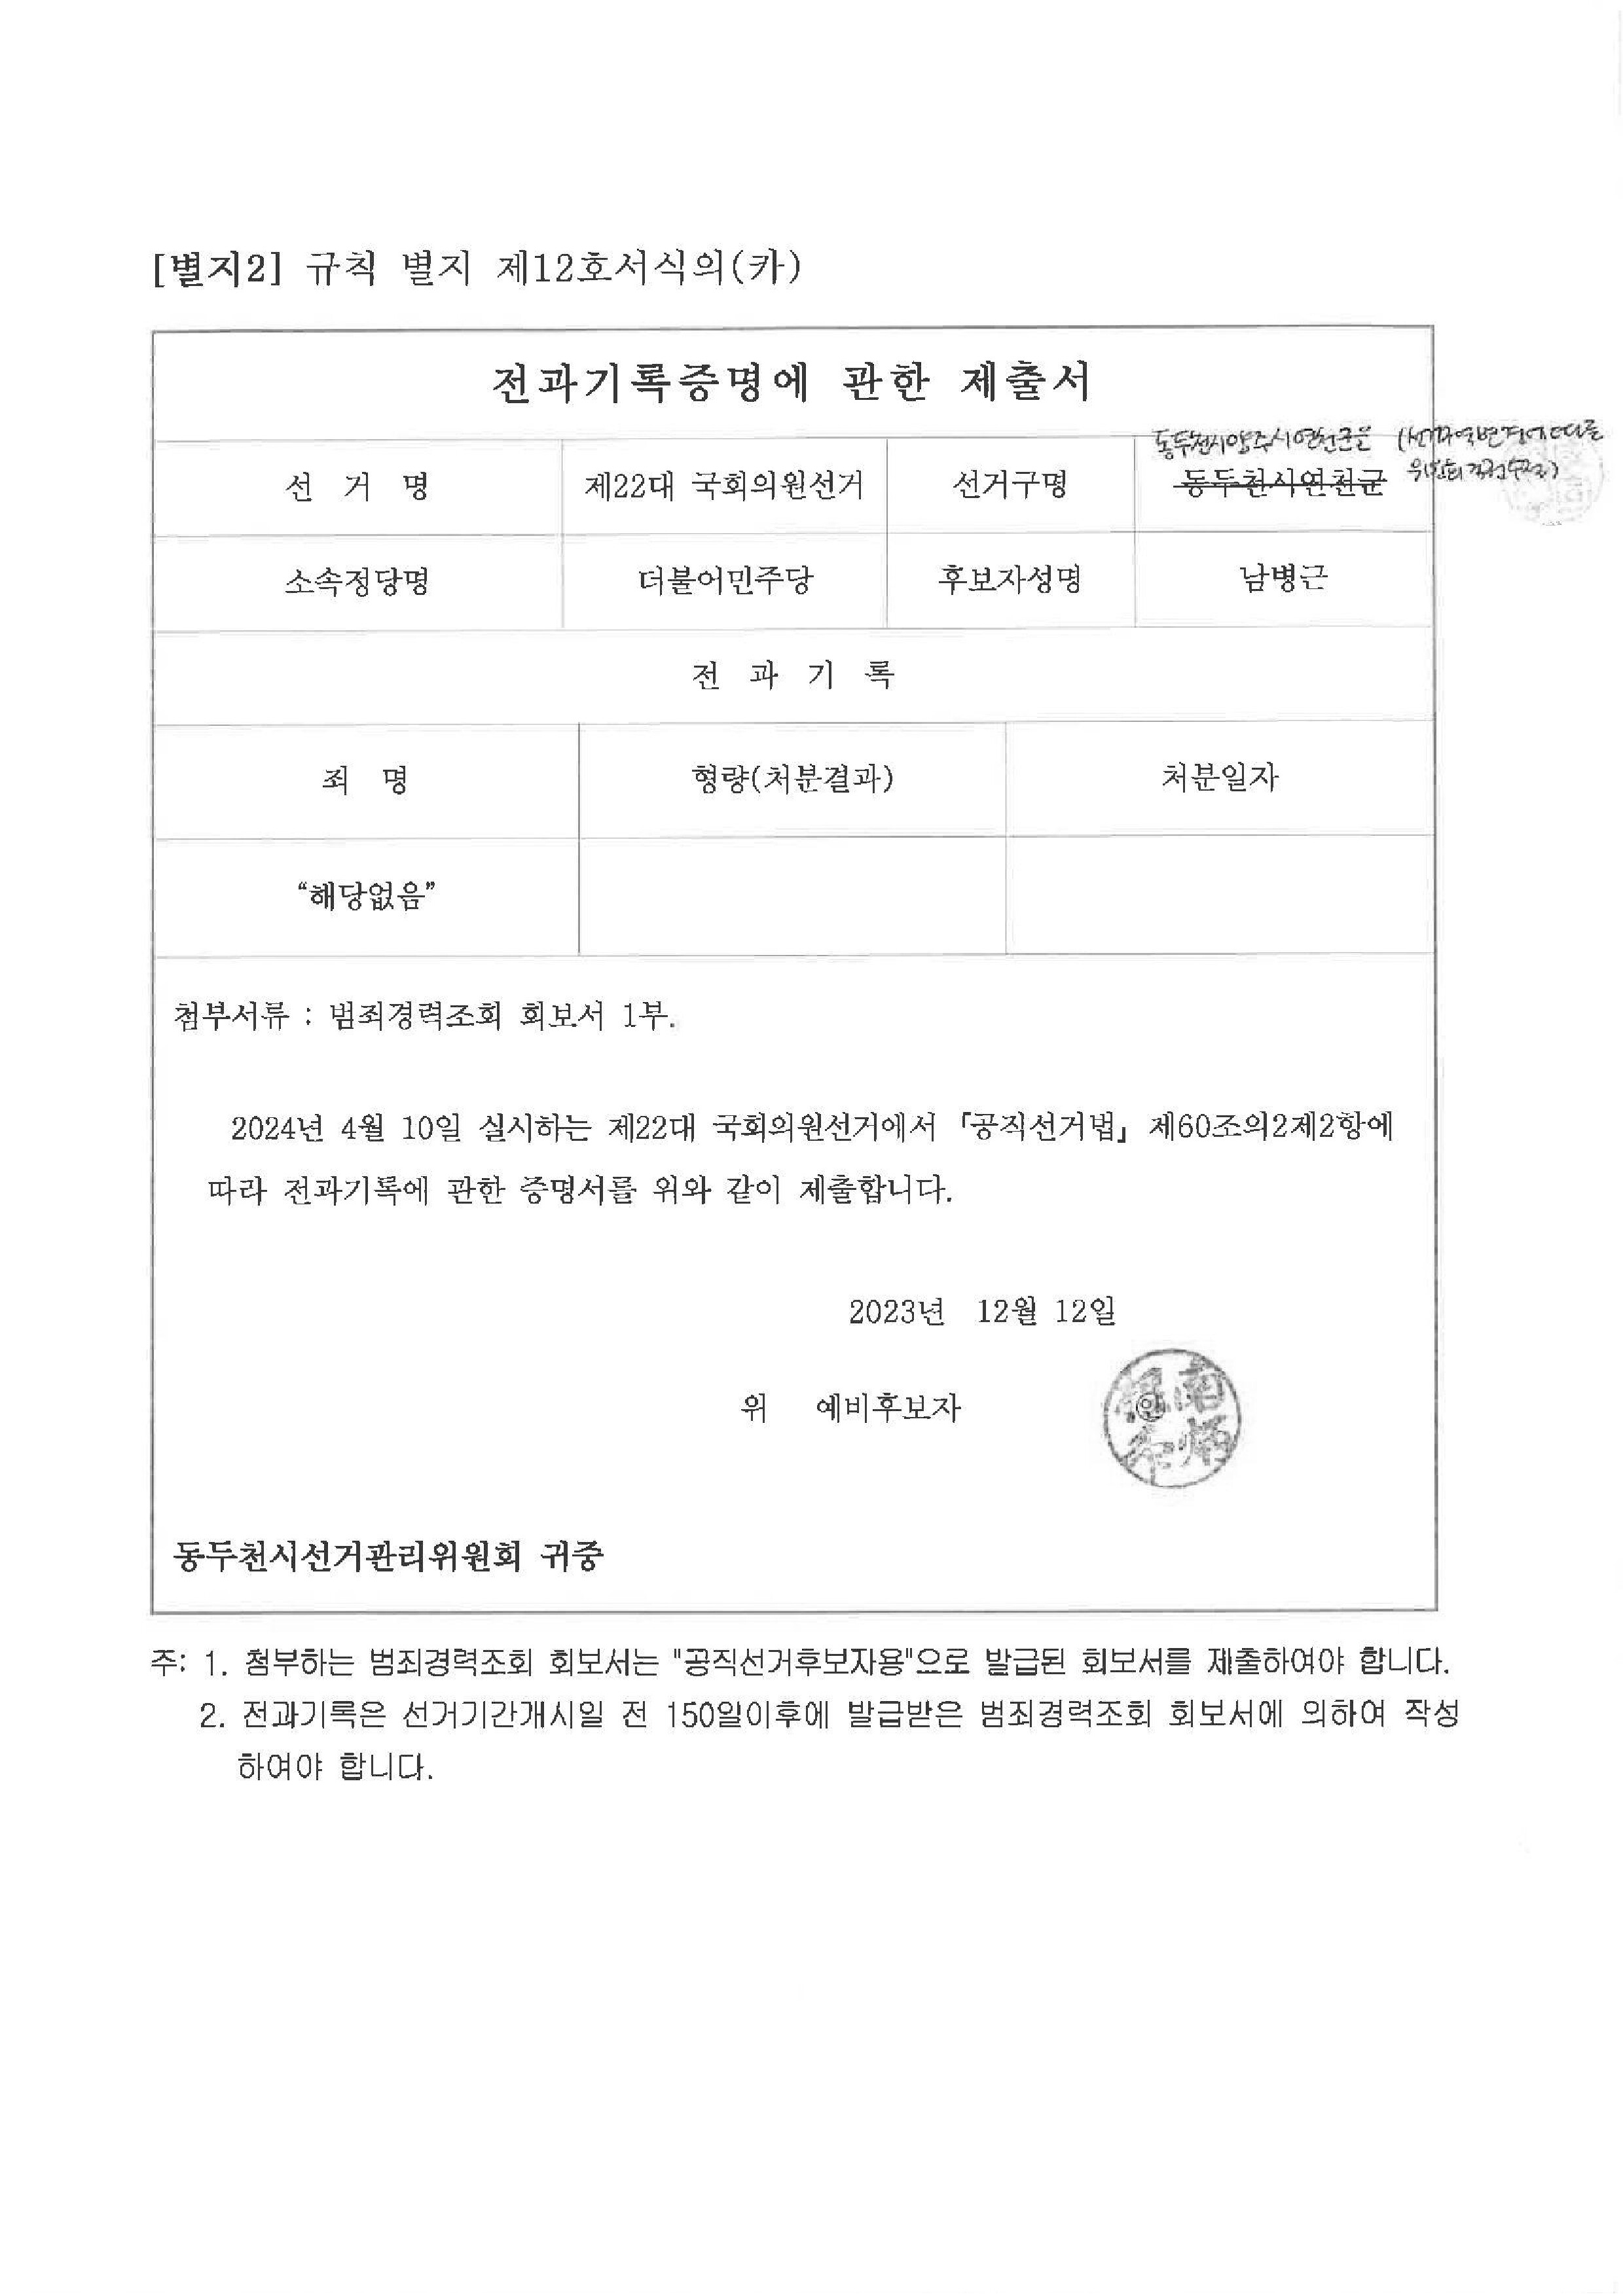 [별지2] 규칙 별지 제12호서식의(카)
전과기록증명에 관한 제출서
동두천시양주시연천군을 (선거구역변경에 따른
선 거 명 제22대 국회의원선거 선거구명 동두천시연천군 위원회 직권수정)
소속정당명 더불어민주당 후보자성명 남병근
전 과 기 록
죄 명 형량(처분결과) 처분일자
“해당없음”
첨부서류 : 범죄경력조회 회보서 1부.
2024년 4월 10일 실시하는 제22대 국회의원선거에서 「공직선거법」 제60조의2제2항에
따라 전과기록에 관한 증명서를 위와 같이 제출합니다.
2023년 12월 12일
위 예비후보자 ㊞
동두천시선거관리위원회 귀중
주: 1. 첨부하는 범죄경력조회 회보서는 "공직선거후보자용"으로 발급된 회보서를 제출하여야 합니다.
2. 전과기록은 선거기간개시일 전 150일이후에 발급받은 범죄경력조회 회보서에 의하여 작성
하여야 합니다.